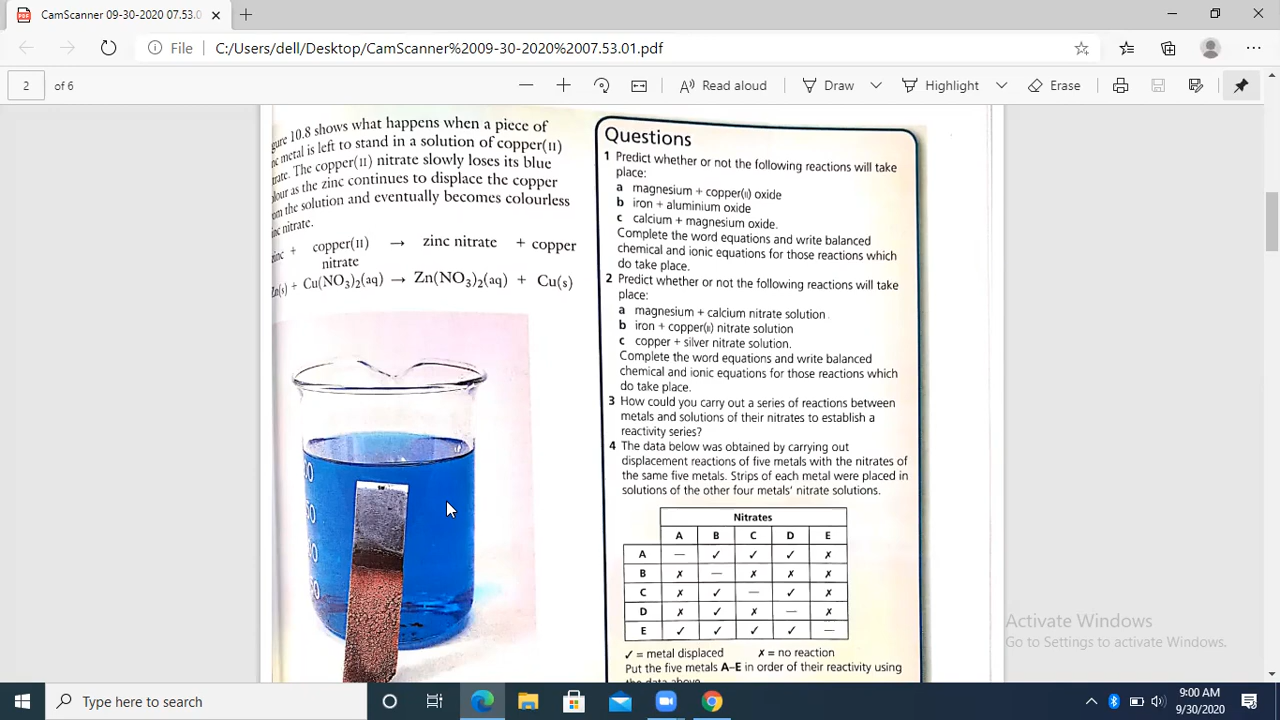 CamScanner 09-30-2020 07.53.0
File
C:/Users/dell/Desktop/CamScanner%2009-30-2020%2007.53.01.pdf
2 of 6
Read aloud
Draw
Highlight
Erase
10.8 shows what happens when a piece of
metal is left to stand in a solution of copper(II)
The copper(II) nitrate slowly loses its blue
as the zinc continues to displace the copper
the solution and eventually becomes colourless
nitrate.
+ copper(II) → zinc nitrate + copper
nitrate
+ Cu(NO3)2(aq) → Zn(NO3)2(aq) + Cu(s)
Questions
1 Predict whether or not the following reactions will take
place:
a magnesium + copper(II) oxide
b iron + aluminium oxide
c calcium + magnesium oxide.
Complete the word equations and write balanced
chemical and ionic equations for those reactions which
do take place.
2 Predict whether or not the following reactions will take
place:
a magnesium + calcium nitrate solution
b iron + copper(II) nitrate solution
c copper + silver nitrate solution.
Complete the word equations and write balanced
chemical and ionic equations for those reactions which
do take place.
3 How could you carry out a series of reactions between
metals and solutions of their nitrates to establish a
reactivity series?
4 The data below was obtained by carrying out
displacement reactions of five metals with the nitrates of
the same five metals. Strips of each metal were placed in
solutions of the other four metals' nitrate solutions.
Nitrates
A B C D E
A — ✓ ✓ ✓ ✗
B ✗ — ✗ ✗ ✗
C ✗ ✓ — ✓ ✗
D ✗ ✓ ✗ — ✗
E ✓ ✓ ✓ ✓ —
✓ = metal displaced ✗ = no reaction
Put the five metals A–E in order of their reactivity using
Activate Windows
Go to Settings to activate Windows.
Type here to search
9:00 AM
9/30/2020